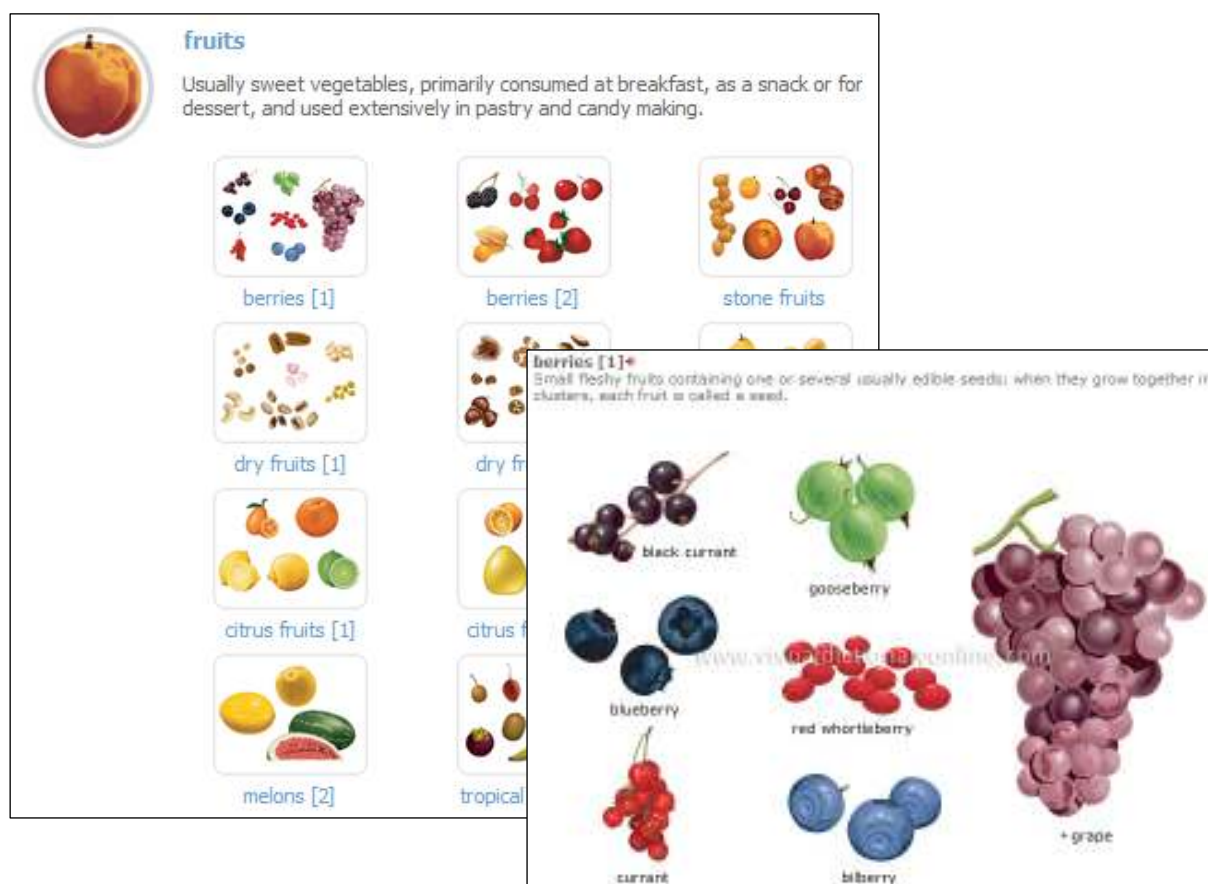 fruits
Usually sweet vegetables, primarily consumed at breakfast, as a snack or for
dessert, and used extensively in pastry and candy making.
berries [1]
berries [2]
stone fruits
dry fruits [1]
dry fr
citrus fruits [1]
citrus f
melons [2]
tropical
berries [1]
Small fleshy fruits containing one or several usually edible seeds; when they grow together in
clusters, each fruit is called a seed.
black currant
gooseberry
blueberry
red whortleberry
+ grape
currant
bilberry